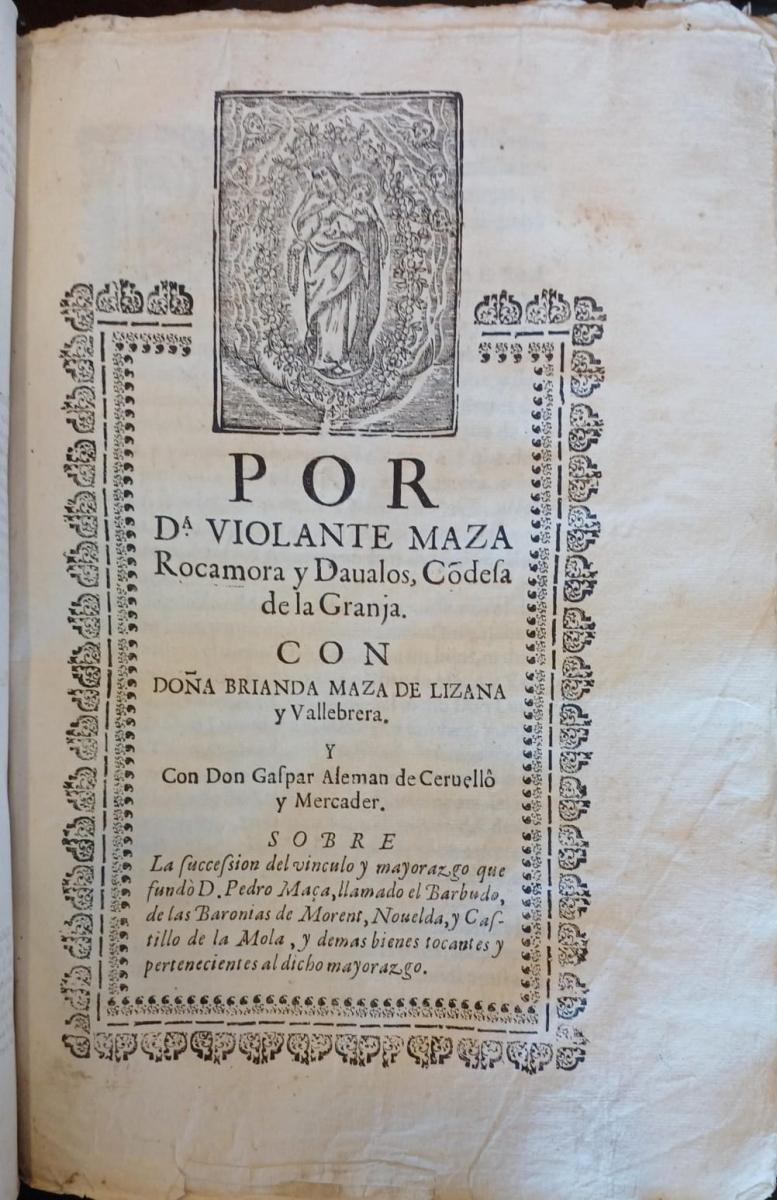 POR
D.ᴬ VIOLANTE MAZA
Rocamora y Daualos, Cõdeſa
de la Granja.
CON
DOÑA BRIANDA MAZA DE LIZANA
y Vallebrera.
Y
Con Don Gaſpar Aleman de Ceruellô
y Mercader.
SOBRE
La ſucceſsion del vinculo y mayorazgo que
fundò D. Pedro Maça, llamado el Barbudo,
de las Baronias de Morent, Nouelda, y Caſ-
tillo de la Mola, y demas bienes tocantes y
pertenecientes al dicho mayorazgo.